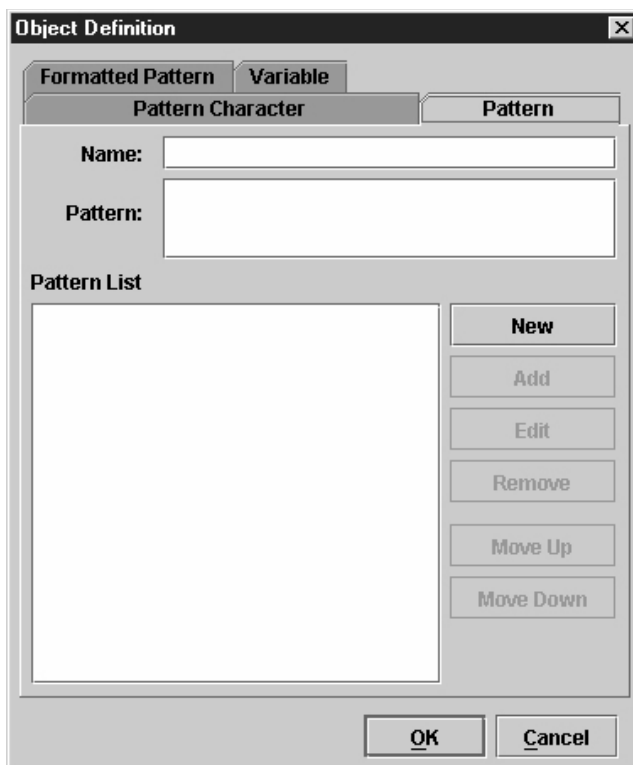 Object Definition
Formatted Pattern
Variable
Pattern Character
Pattern
Name:
Pattern:
Pattern List
New
Add
Edit
Remove
Move Up
Move Down
OK
Cancel